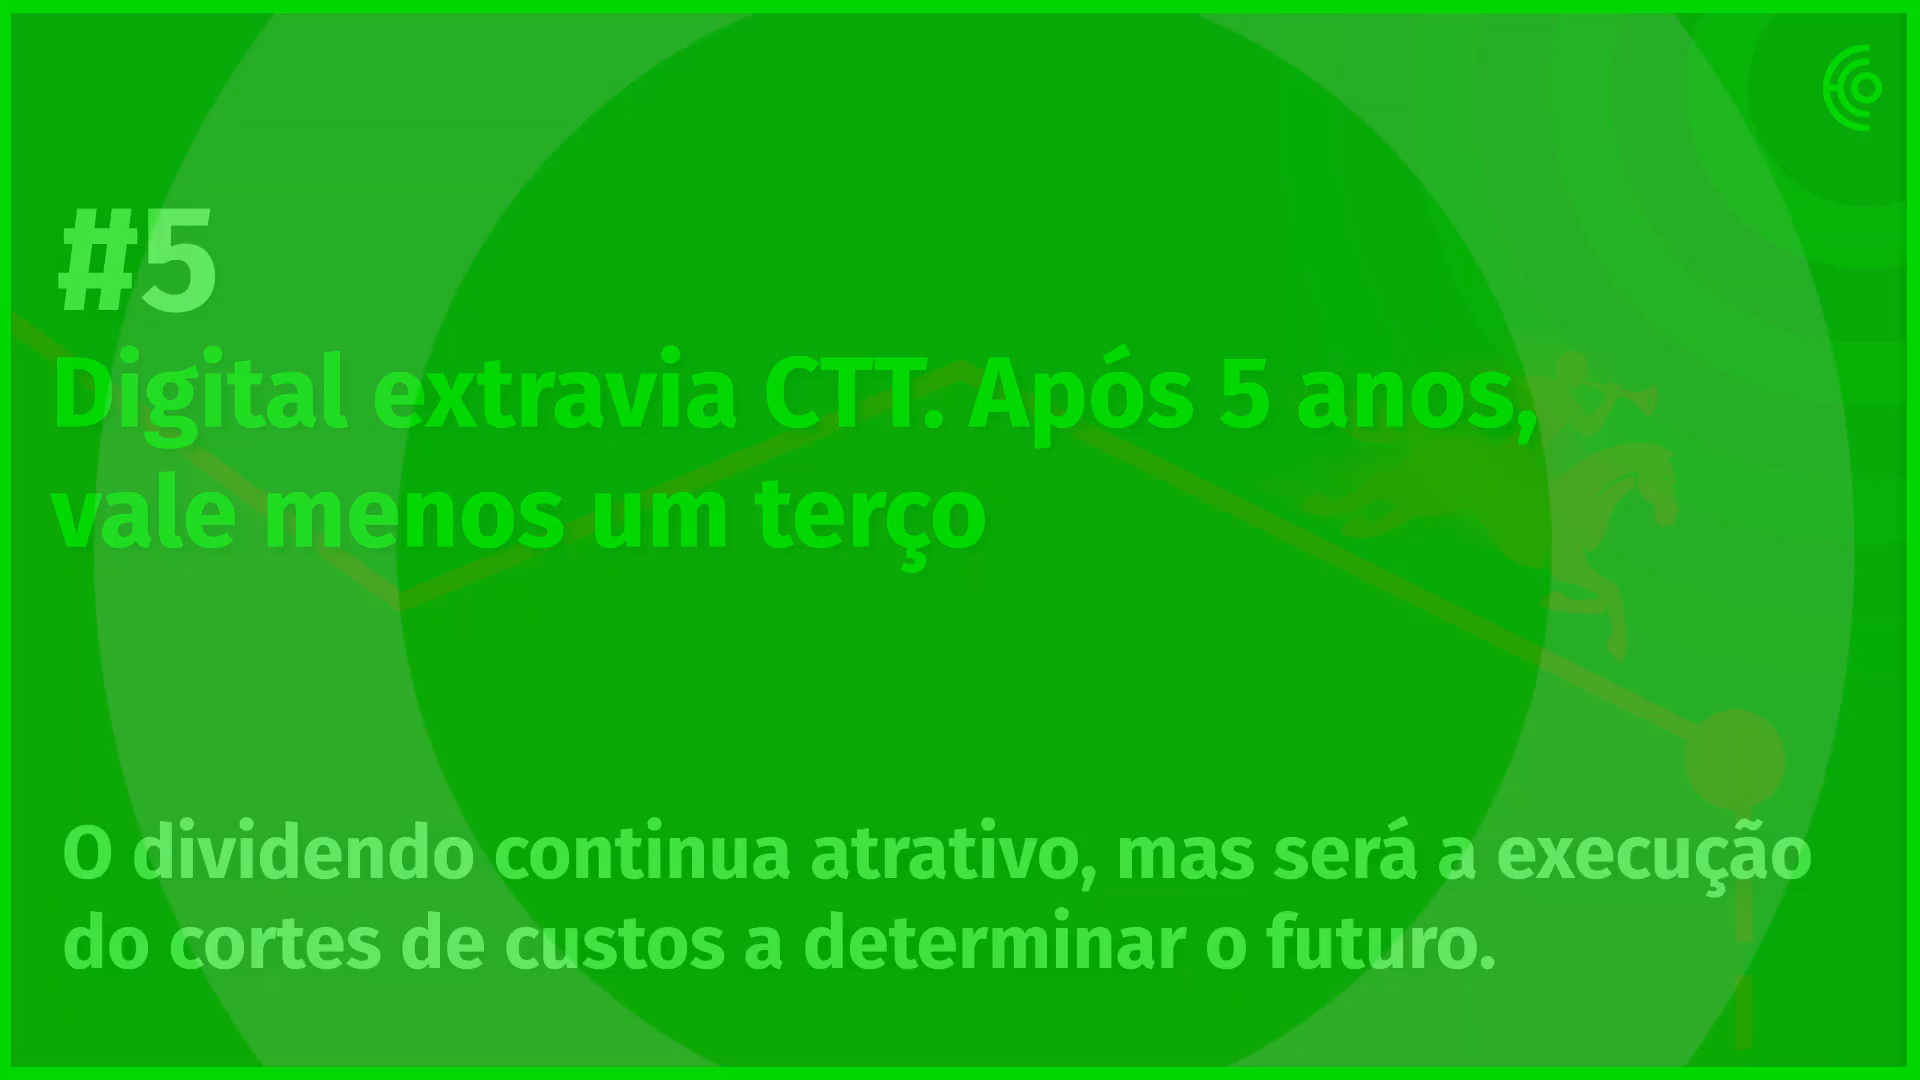 #5
Digital extravia CTT. Após 5 anos,
vale menos um terço
O dividendo continua atrativo, mas será a execução
do cortes de custos a determinar o futuro.